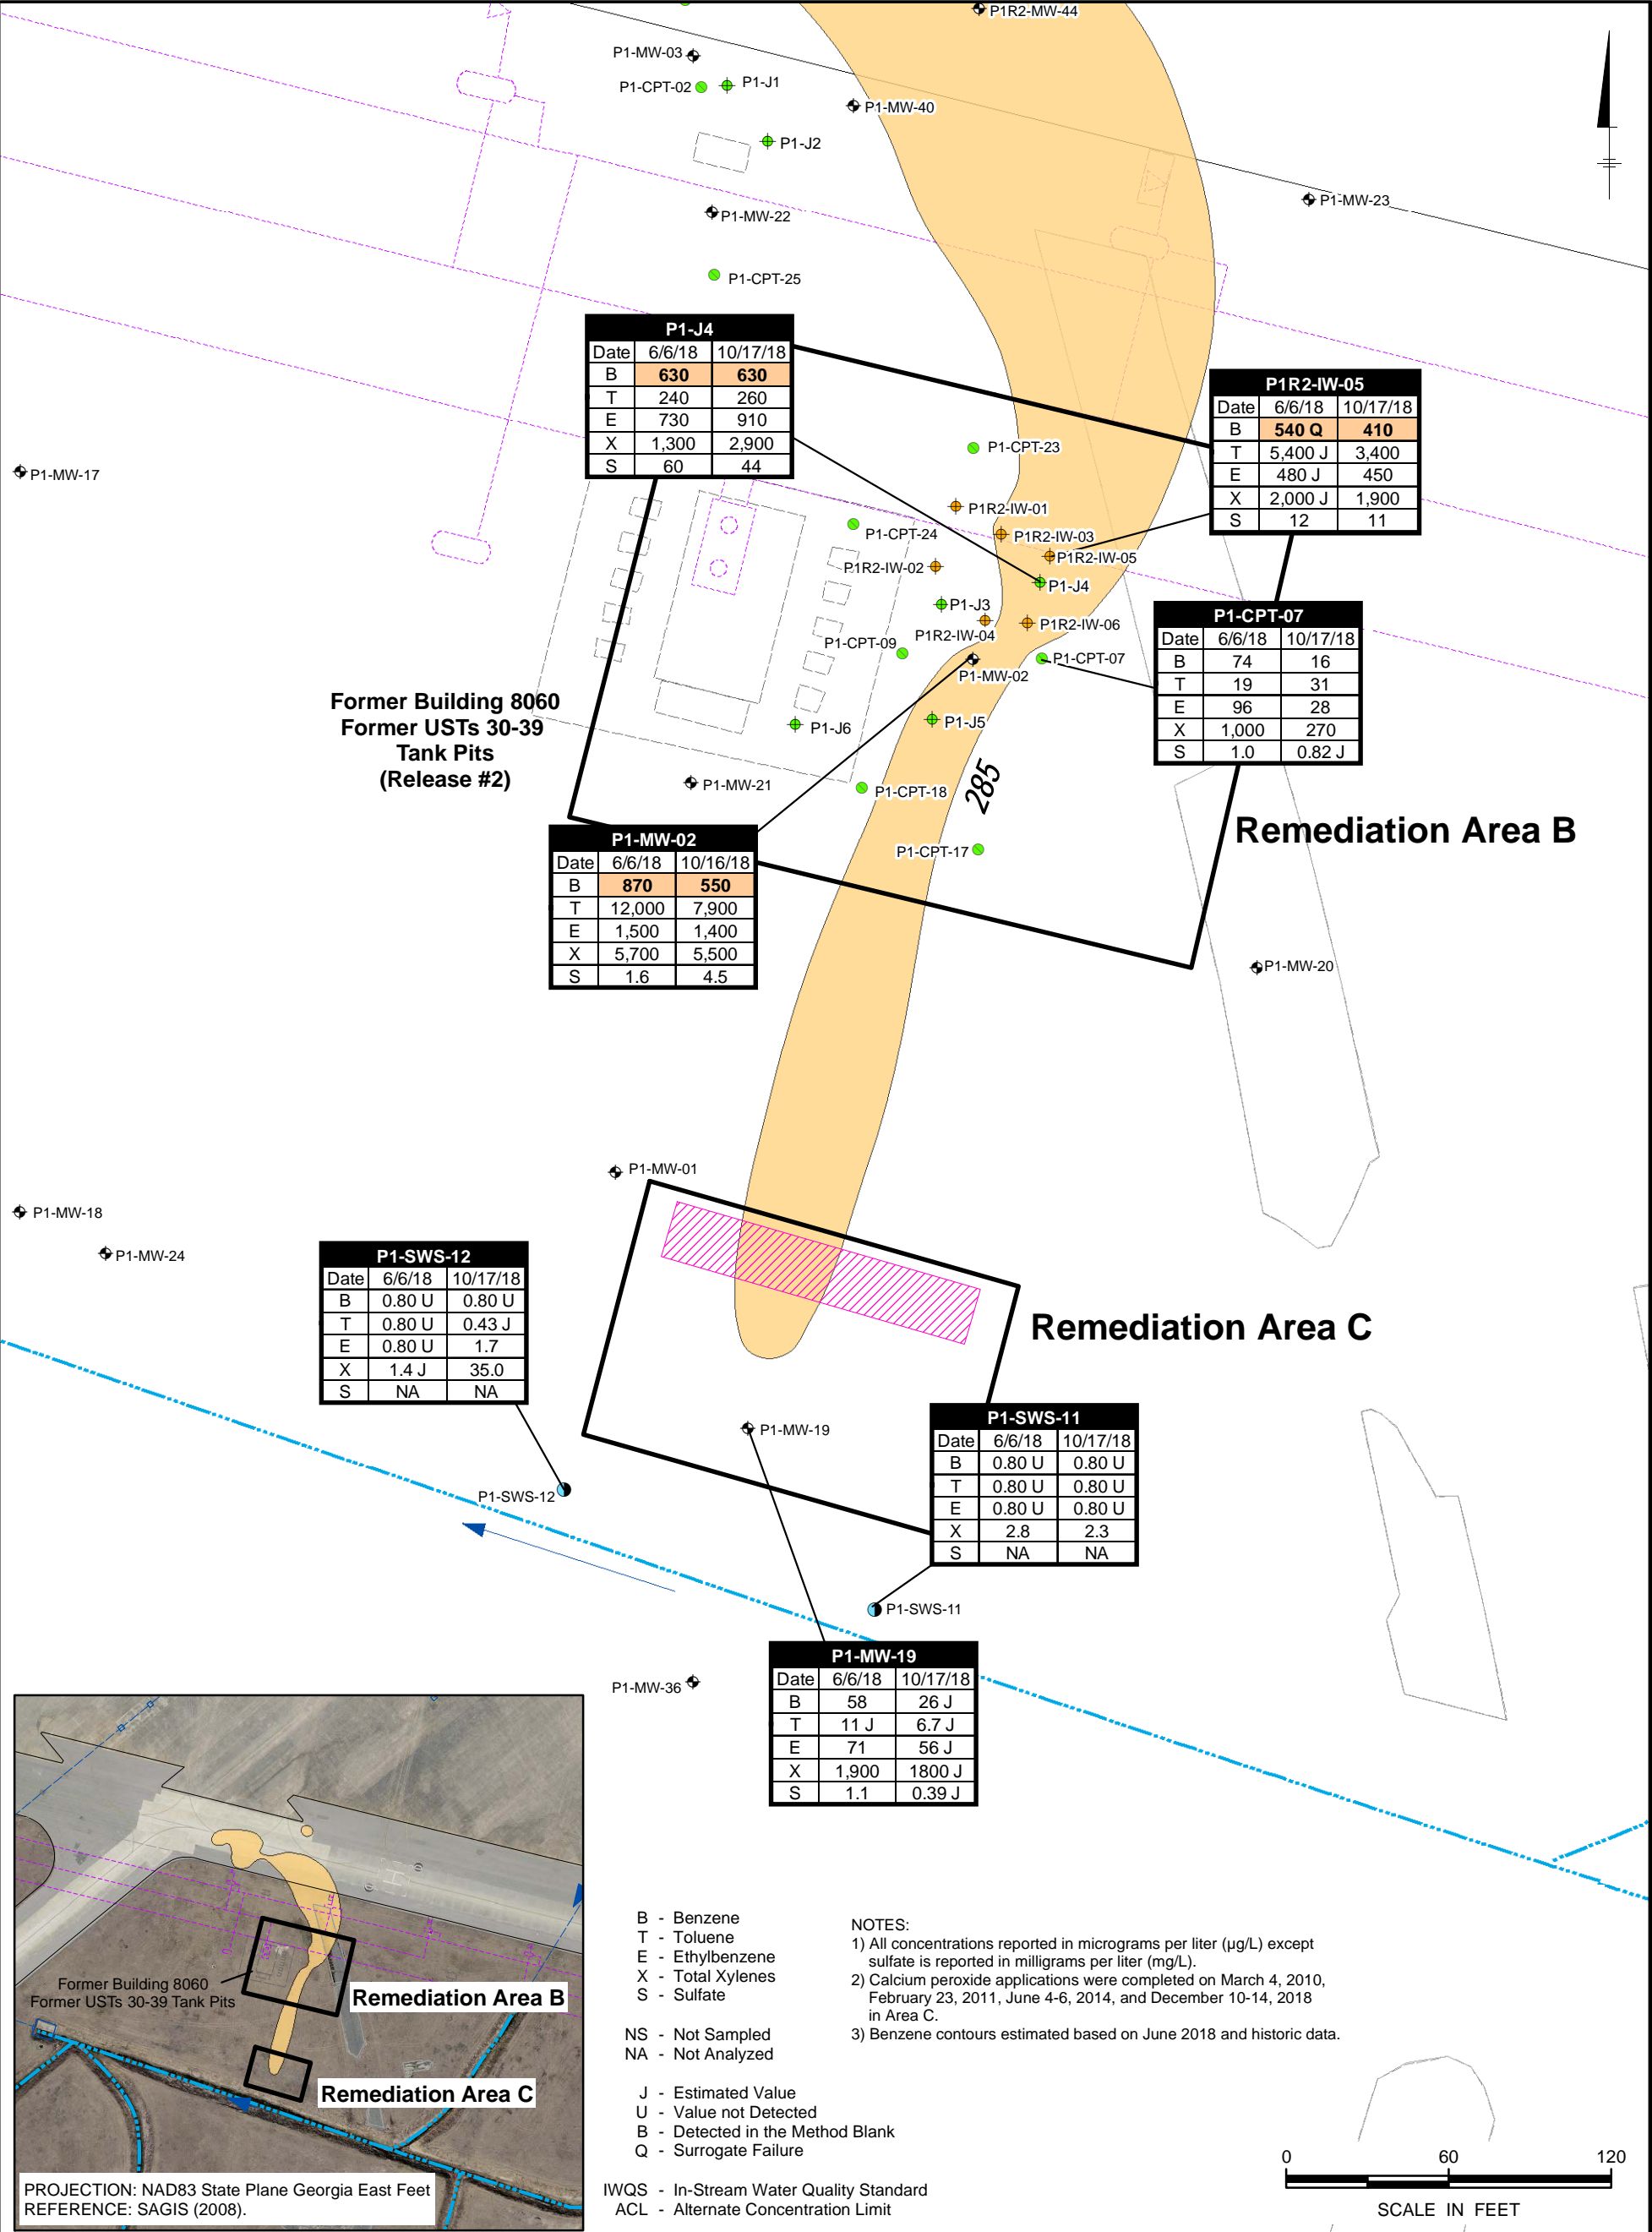 P1R2-MW-44
P1-MW-03
P1-CPT-02
P1-J1
P1-MW-40
P1-J2
P1-MW-23
P1-MW-22
P1-CPT-25
P1-J4
Date 6/6/18 10/17/18
B 630 630
T 240 260
E 730 910
X 1,300 2,900
S 60 44
P1R2-IW-05
Date 6/6/18 10/17/18
B 540 Q 410
T 5,400 J 3,400
E 480 J 450
X 2,000 J 1,900
S 12 11
P1-MW-17
P1-CPT-23
P1R2-IW-01
P1-CPT-24
P1R2-IW-03
P1R2-IW-05
P1R2-IW-02
P1-J4
P1-J3
P1R2-IW-04
P1R2-IW-06
P1-CPT-09
P1-CPT-07
P1-MW-02
P1-CPT-07
Date 6/6/18 10/17/18
B 74 16
T 19 31
E 96 28
X 1,000 270
S 1.0 0.82 J
Former Building 8060
Former USTs 30-39
Tank Pits
(Release #2)
P1-J6
P1-J5
P1-MW-21
P1-CPT-18
285
P1-CPT-17
Remediation Area B
P1-MW-02
Date 6/6/18 10/16/18
B 870 550
T 12,000 7,900
E 1,500 1,400
X 5,700 5,500
S 1.6 4.5
P1-MW-20
P1-MW-01
P1-MW-18
P1-MW-24
P1-SWS-12
Date 6/6/18 10/17/18
B 0.80 U 0.80 U
T 0.80 U 0.43 J
E 0.80 U 1.7
X 1.4 J 35.0
S NA NA
Remediation Area C
P1-MW-19
P1-SWS-11
Date 6/6/18 10/17/18
B 0.80 U 0.80 U
T 0.80 U 0.80 U
E 0.80 U 0.80 U
X 2.8 2.3
S NA NA
P1-SWS-12
P1-SWS-11
P1-MW-36
P1-MW-19
Date 6/6/18 10/17/18
B 58 26 J
T 11 J 6.7 J
E 71 56 J
X 1,900 1800 J
S 1.1 0.39 J
Former Building 8060
Former USTs 30-39 Tank Pits
Remediation Area B
Remediation Area C
PROJECTION: NAD83 State Plane Georgia East Feet
REFERENCE: SAGIS (2008).
B - Benzene
T - Toluene
E - Ethylbenzene
X - Total Xylenes
S - Sulfate
NS - Not Sampled
NA - Not Analyzed
J - Estimated Value
U - Value not Detected
B - Detected in the Method Blank
Q - Surrogate Failure
IWQS - In-Stream Water Quality Standard
ACL - Alternate Concentration Limit
NOTES:
1) All concentrations reported in micrograms per liter (µg/L) except
sulfate is reported in milligrams per liter (mg/L).
2) Calcium peroxide applications were completed on March 4, 2010,
February 23, 2011, June 4-6, 2014, and December 10-14, 2018
in Area C.
3) Benzene contours estimated based on June 2018 and historic data.
0 60 120
SCALE IN FEET